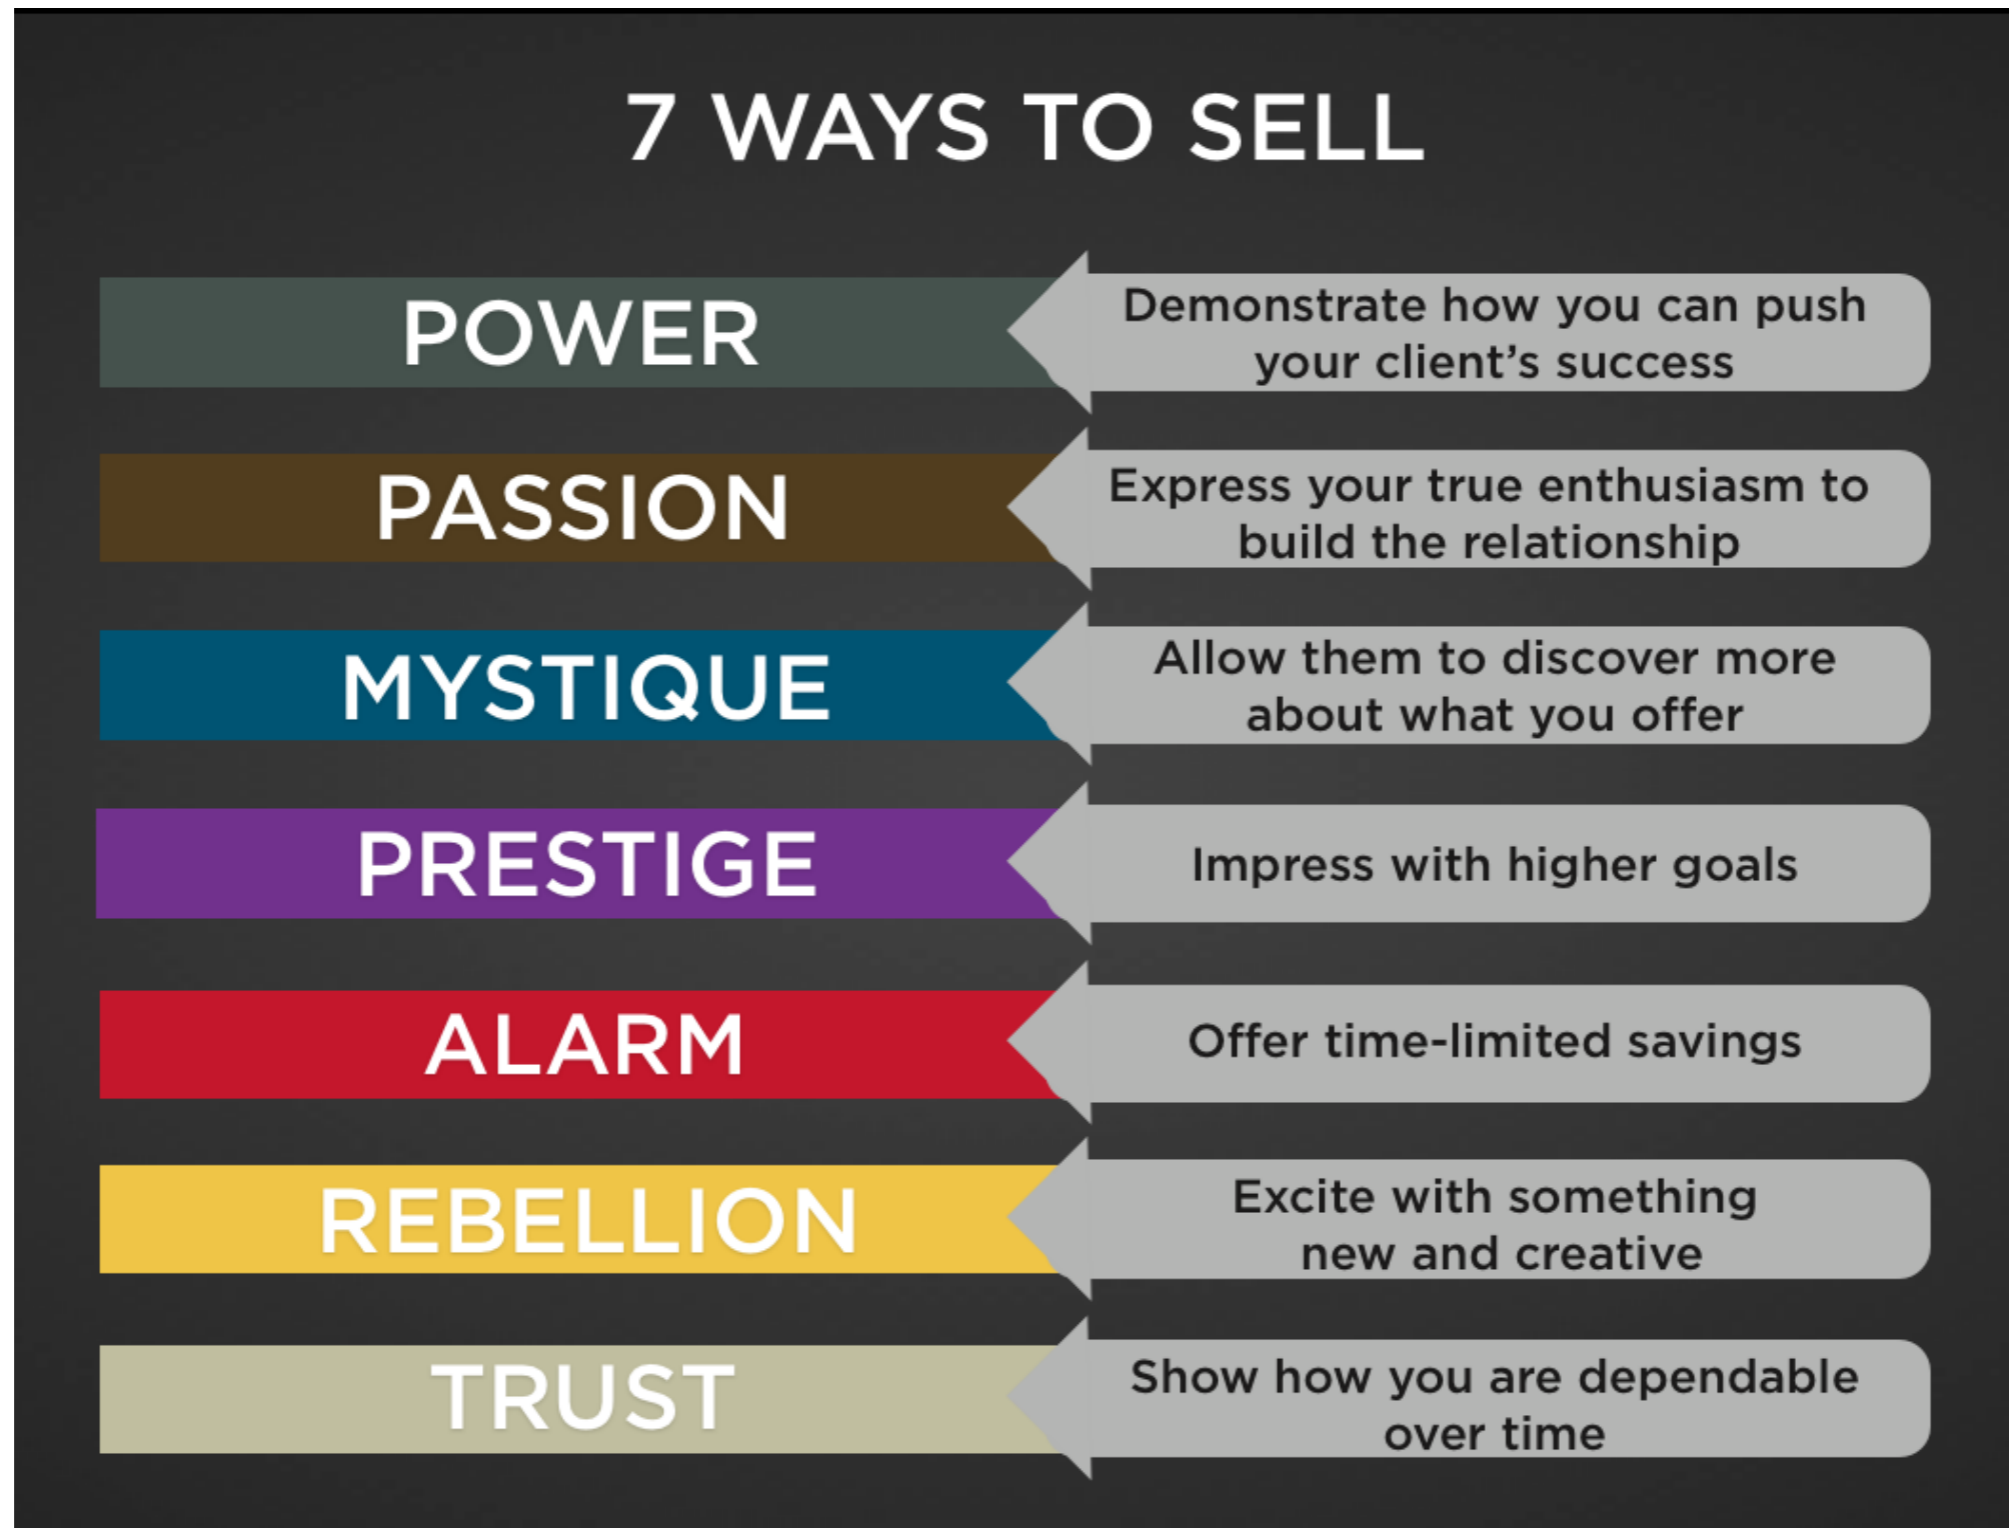 7 WAYS TO SELL
POWER
Demonstrate how you can push
your client's success
PASSION
Express your true enthusiasm to
build the relationship
MYSTIQUE
Allow them to discover more
about what you offer
PRESTIGE
Impress with higher goals
ALARM
Offer time-limited savings
REBELLION
Excite with something
new and creative
TRUST
Show how you are dependable
over time